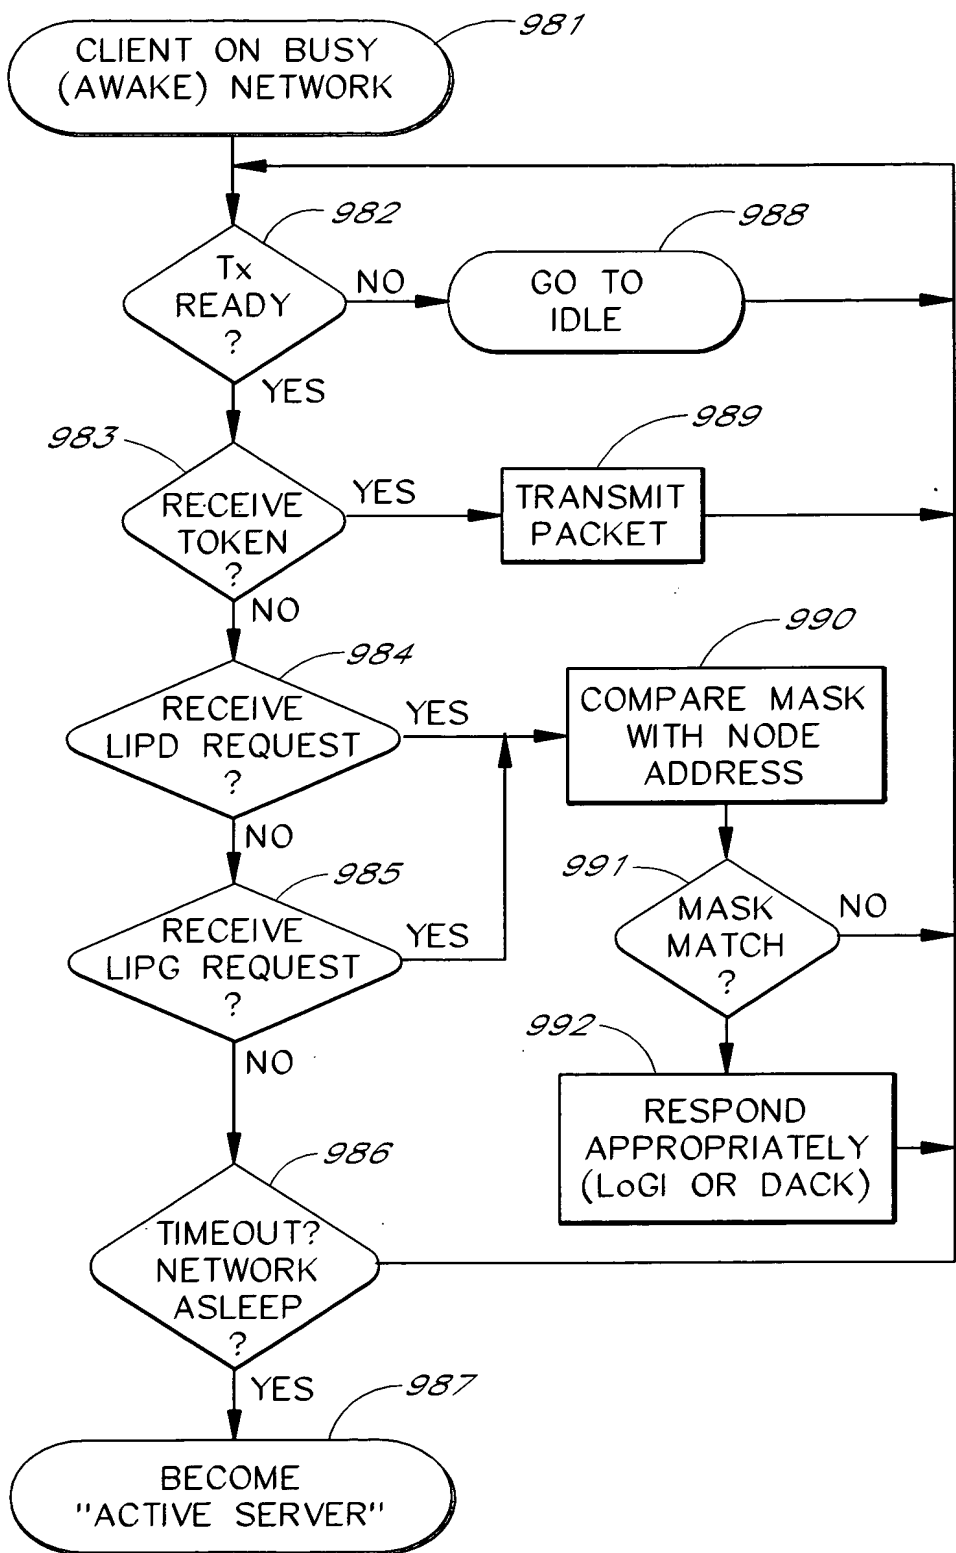 981
CLIENT ON BUSY
(AWAKE) NETWORK
982
Tx
READY
?
NO
988
GO TO
IDLE
YES
983
RECEIVE
TOKEN
?
YES
989
TRANSMIT
PACKET
NO
984
RECEIVE
LIPD REQUEST
?
YES
990
COMPARE MASK
WITH NODE
ADDRESS
NO
985
RECEIVE
LIPG REQUEST
?
YES
991
MASK
MATCH
?
NO
992
RESPOND
APPROPRIATELY
(LoGI OR DACK)
NO
986
TIMEOUT?
NETWORK
ASLEEP
?
YES
987
BECOME
"ACTIVE SERVER"